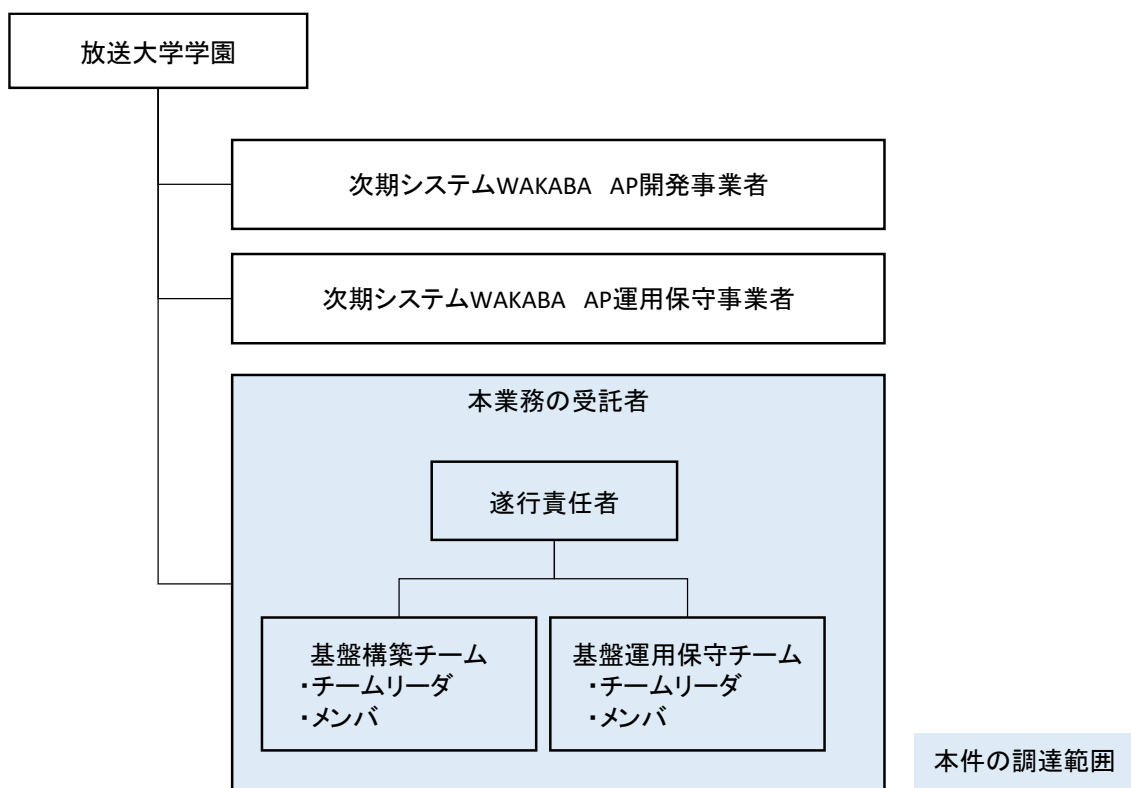 放送大学学園
次期システムWAKABA AP開発事業者
次期システムWAKABA AP運用保守事業者
本業務の受託者
遂行責任者
基盤構築チーム
・チームリーダ
・メンバ
基盤運用保守チーム
・チームリーダ
・メンバ
本件の調達範囲